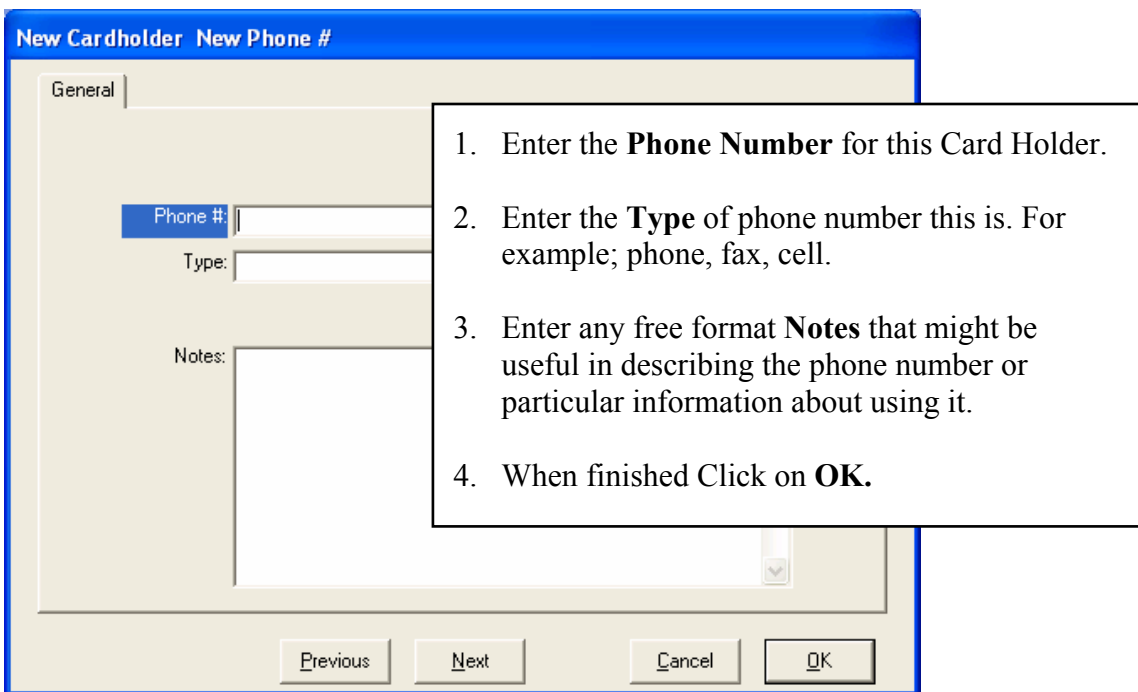 New Cardholder New Phone #
General
Phone #:
Type:
Notes:
1. Enter the Phone Number for this Card Holder.
2. Enter the Type of phone number this is. For
example; phone, fax, cell.
3. Enter any free format Notes that might be
useful in describing the phone number or
particular information about using it.
4. When finished Click on OK.
Previous Next Cancel OK